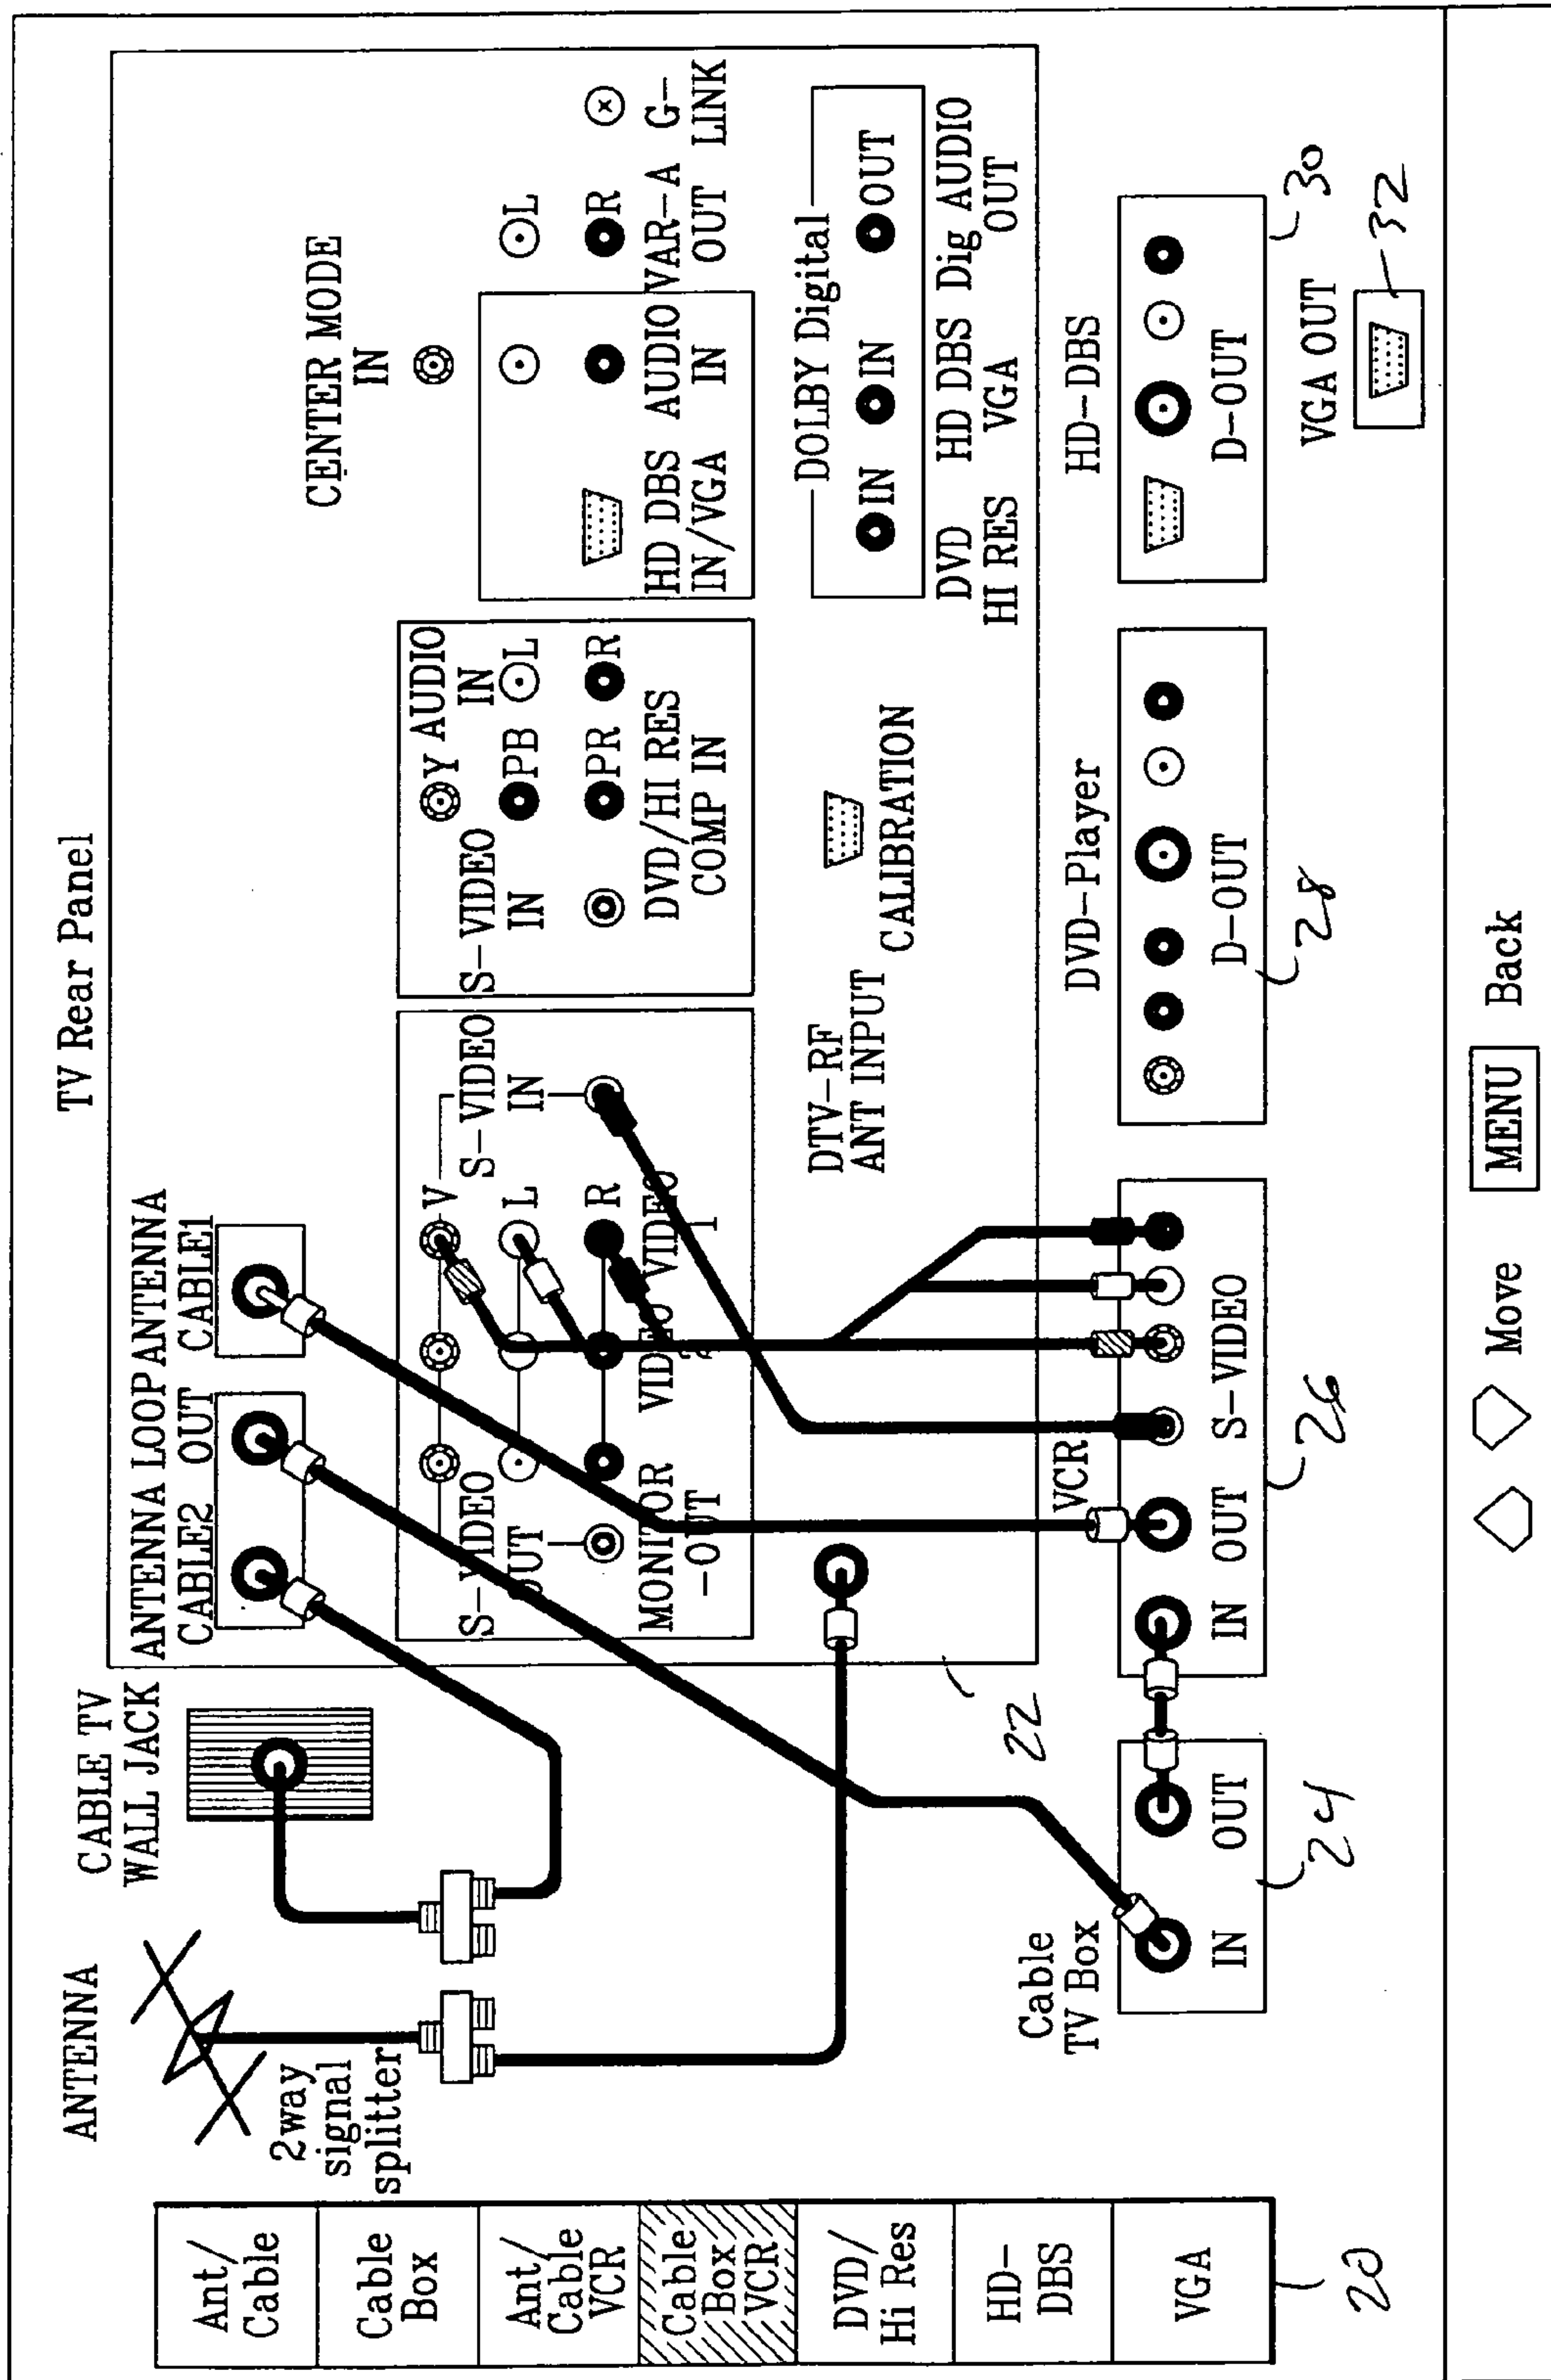 TV Rear Panel
ANTENNA
2way
signal
splitter
CABLE TV
WALL JACK
ANTENNA LOOP ANTENNA
CABLE2 OUT CABLE1
CENTER MODE
IN
S-VIDEO
OUT
MONITOR
-OUT
VIDEO
2
VIDEO
1
V
L
R
S-VIDEO
IN
S-VIDEO
IN
Y AUDIO
IN
PB L
PR R
DVD/HI RES
COMP IN
HD DBS
IN/VGA
AUDIO
IN
L
R
VAR-A
OUT
G-
LINK
DTV-RF
ANT INPUT
CALIBRATION
DOLBY Digital
IN IN OUT
DVD
HI RES
HD DBS
VGA
HD DBS Dig AUDIO
OUT
22
Cable
TV Box
IN OUT
24
VCR
IN OUT S-VIDEO
26
DVD-Player
D-OUT
28
HD-DBS
D-OUT
30
VGA OUT
32
Ant/
Cable
Cable
Box
Ant/
Cable
VCR
Cable
Box
VCR
DVD/
Hi Res
HD-
DBS
VGA
20
Move MENU Back